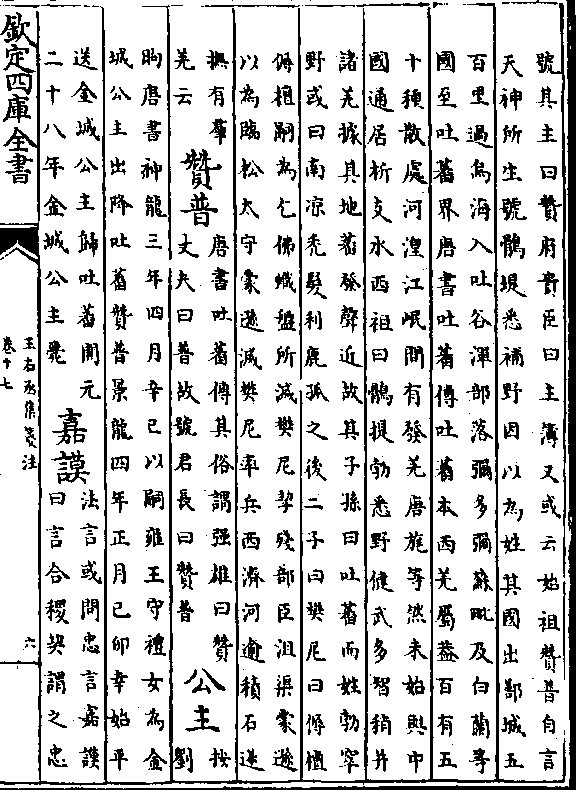 號其主曰贊府貴臣曰主簿又或云始祖贊普自言
天神所生號鶻堤悉補野因以為姓其國出鄯城五
百里過烏海入吐谷渾部落彌多彌蘇毗及白蘭等
國至吐蕃界唐書吐蕃傳吐蕃本西羌屬蓋百有五
十種散處河湟江岷間有發羌唐旄等然未始與中
國通居析支水西祖曰鶻提勃悉野健武多智稍并
諸羌據其地蕃發聲近故其子孫曰吐蕃而姓勃窣
野或曰南涼禿髮利鹿孤之後二子曰樊尼曰傉檀
傉檀嗣為乞佛熾盤所滅樊尼挈殘部臣沮渠蒙遜
以為臨松太守蒙遜滅樊尼率兵西濟河逾積石遂
撫有羣
羌云
贊普
唐書吐蕃傳其俗謂强雄曰贊
丈夫曰普故號君長曰贊普
公主
按
劉
昫唐書神龍三年四月辛巳以嗣雍王守禮女為金
城公主出降吐蕃贊普景龍四年正月己卯幸始平
送金城公主歸吐蕃開元
二十八年金城公主薨
嘉謨
法言或問忠言嘉謨
曰言合稷契謂之忠
欽定四庫全書
王右丞集箋注
卷十七
六